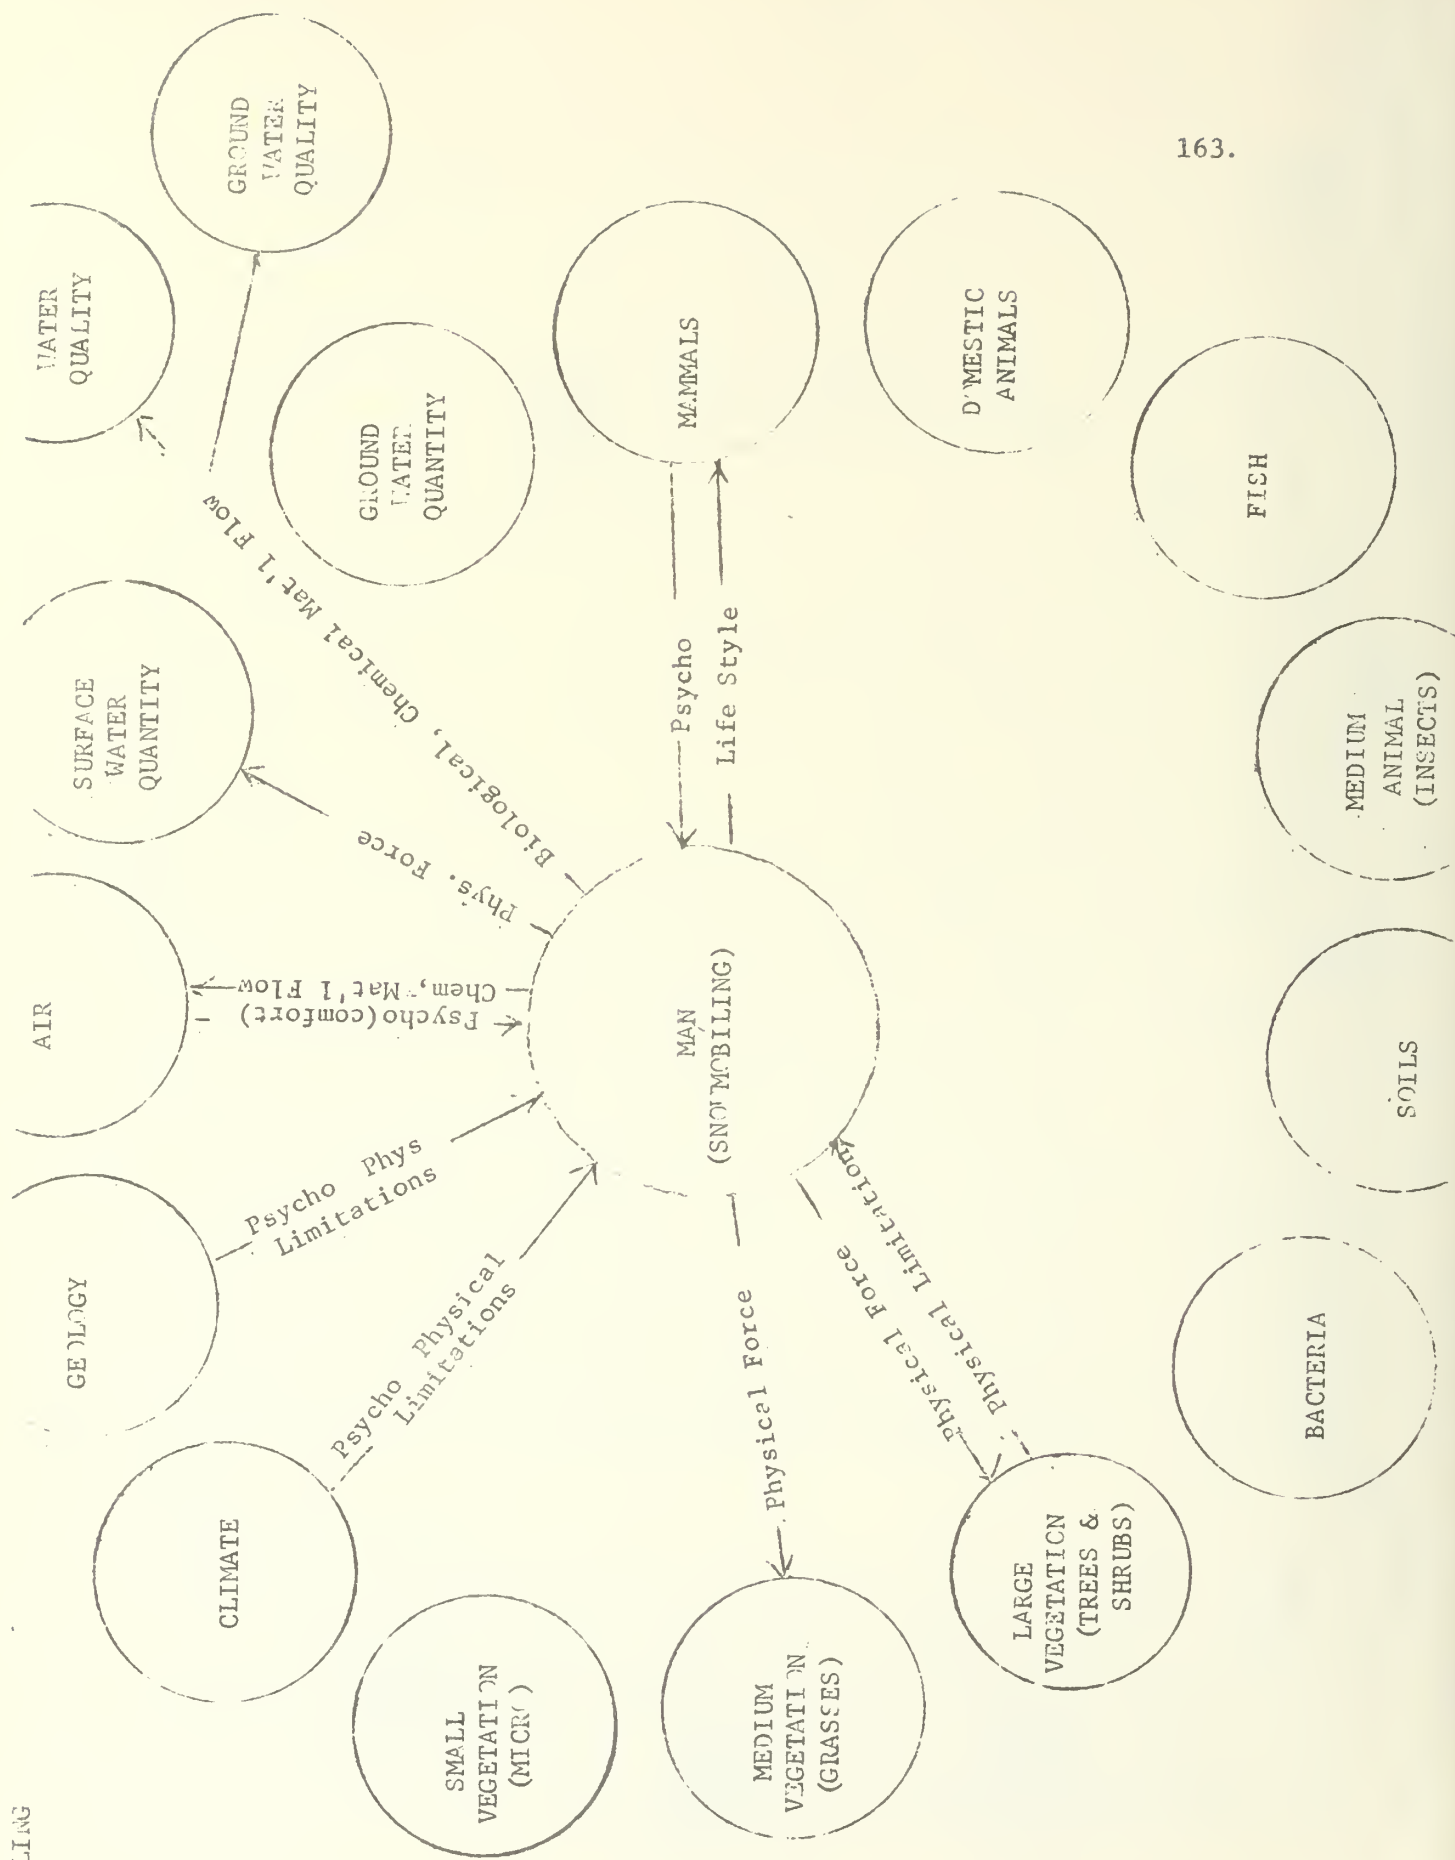 163.
GROUND
WATER
QUALITY
WATER
QUALITY
GROUND
WATER
QUANTITY
SURFACE
WATER
QUANTITY
AIR
GEOLOGY
CLIMATE
SMALL
VEGETATION
(MICRO)
MEDIUM
VEGETATION
(GRASSES)
LARGE
VEGETATION
(TREES &
SHRUBS)
BACTERIA
SOILS
MEDIUM
ANIMAL
(INSECTS)
FISH
DOMESTIC
ANIMALS
MAMMALS
MAN
(SNOWMOBILING)
Biological, Chemical Mat'l Flow
Phys. Force
Chem, Mat'l Flow
Psycho(comfort)
Psycho Phys
Limitations
Psycho Physical
Limitations
Physical Force
Physical Force
Physical Limitation
Psycho
Life Style
LING